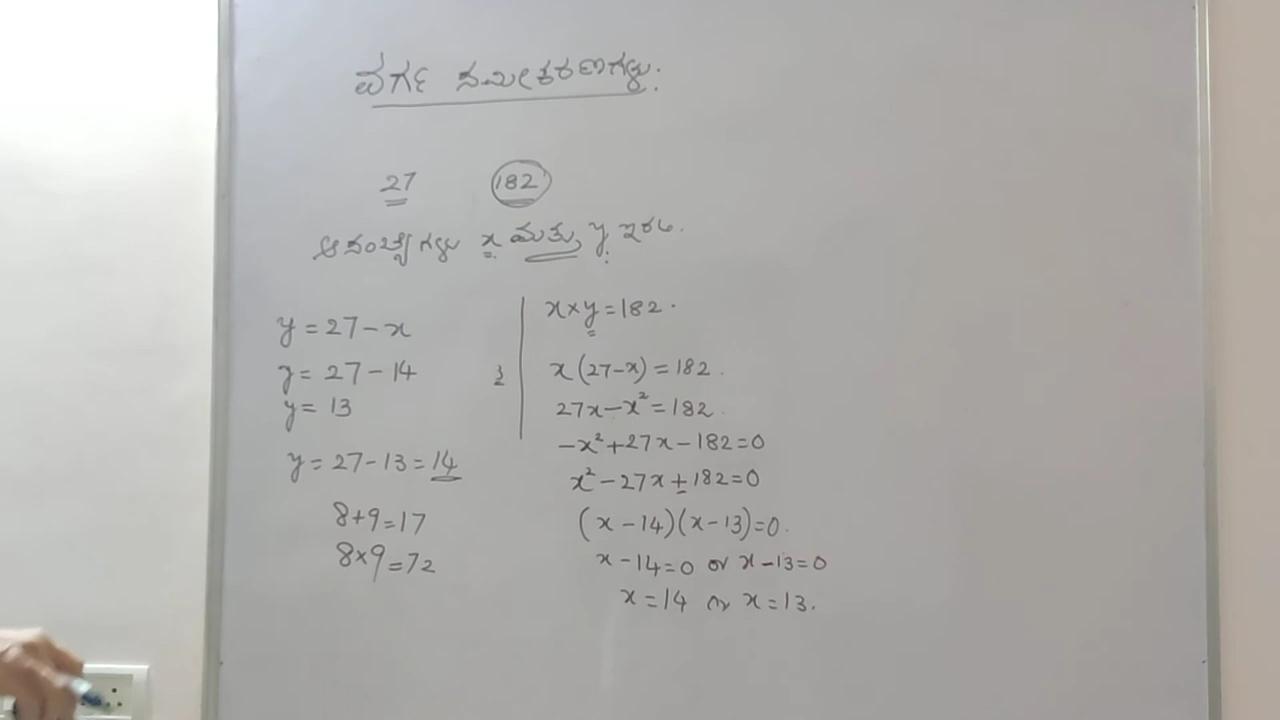 ವರ್ಗ ಸಮೀಕರಣಗಳು.
27 182
ಆ ಸಂಖ್ಯೆಗಳು x ಮತ್ತು y ಇರಲಿ.
y = 27 - x
y = 27 - 14
y = 13
y = 27 - 13 = 14
8+9=17
8×9=72
x×y=182.
x(27-x) = 182.
27x - x² = 182.
-x² + 27x - 182 = 0
x² - 27x + 182 = 0
(x - 14)(x - 13) = 0.
x - 14 = 0 or x - 13 = 0
x = 14 or x = 13.